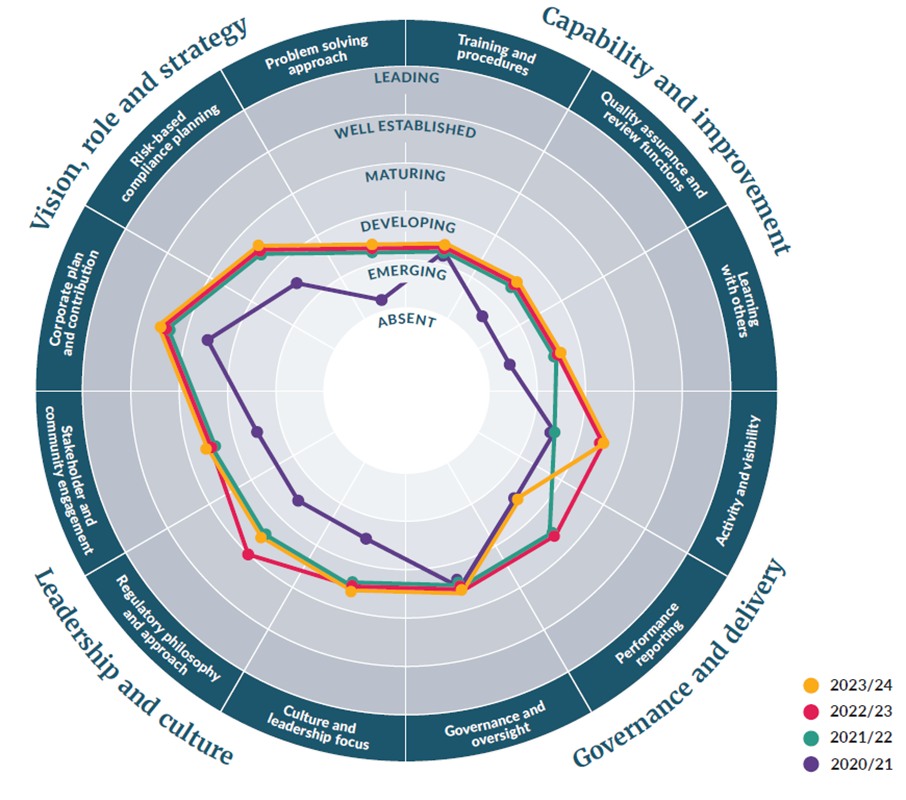 Vision, role and strategy
Capability and improvement
Problem solving
approach
Training and
procedures
Risk-based
compliance planning
Quality assurance and
review functions
Corporate plan
and contribution
Learning
with others
LEADING
WELL ESTABLISHED
MATURING
DEVELOPING
EMERGING
ABSENT
Stakeholder and
community engagement
Activity and visibility
Regulatory philosophy
and approach
Performance
reporting
Culture and
leadership focus
Governance and
oversight
Leadership and culture
Governance and delivery
2023/24
2022/23
2021/22
2020/21